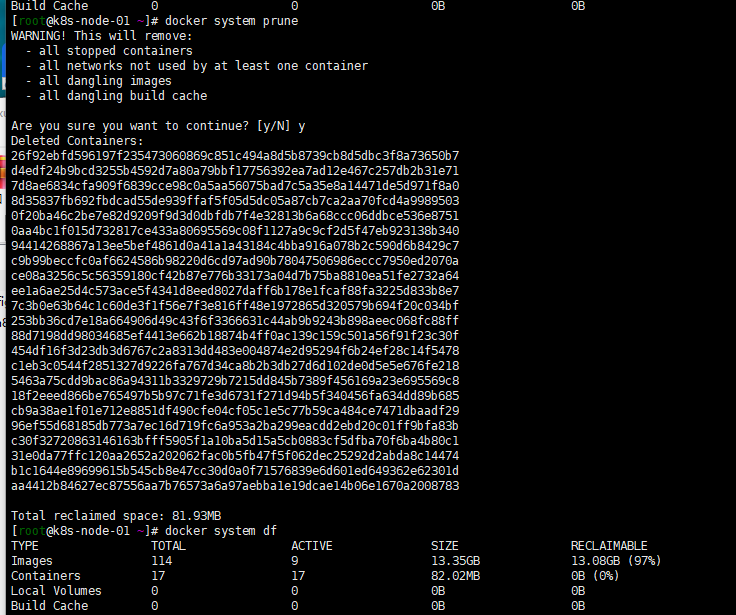 Build Cache 0 0 0B 0B
[root@k8s-node-01 ~]# docker system prune
WARNING! This will remove:
- all stopped containers
- all networks not used by at least one container
- all dangling images
- all dangling build cache
Are you sure you want to continue? [y/N] y
Deleted Containers:
26f92ebfd596197f235473060869c851c494a8d5b8739cb8d5dbc3f8a73650b7
d4edf24b9bcd3255b4592d7a80a79bbf17756392ea7ad12e467c257db2b31e71
7d8ae6834cfa909f6839cce98c0a5aa56075bad7c5a35e8a14471de5d971f8a0
8d35837fb692fbdcad55de939ffaf5f05d5dc05a87cb7ca2aa70fcd4a9989503
0f20ba46c2be7e82d9209f9d3d0dbfdb7f4e32813b6a68ccc06ddbce536e8751
0aa4bc1f015d732817ce433a80695569c08f1127a9c9cf2d5f47eb923138b340
94414268867a13ee5bef4861d0a41a1a43184c4bba916a078b2c590d6b8429c7
c9b99beccfc0af6624586b98220d6cd97ad90b78047506986eccc7950ed2070a
ce08a3256c5c56359180cf42b87e776b33173a04d7b75ba8810ea51fe2732a64
ee1a6ae25d4c573ace5f4341d8eed8027daff6b178e1fcaf88fa3225d833b8e7
7c3b0e63b64c1c60de3f1f56e7f3e816ff48e1972865d320579b694f20c034bf
253bb36cd7e18a664906d49c43f6f3366631c44ab9b9243b898aeec068fc88ff
88d7198dd98034685ef4413e662b18874b4ff0ac139c159c501a56f91f23c30f
454df16f3d23db3d6767c2a8313dd483e004874e2d95294f6b24ef28c14f5478
c1eb3c0544f2851327d9226fa767d34ca8b2b3db27d6d102de0d5e5e676fe218
5463a75cdd9bac86a94311b3329729b7215dd845b7389f456169a23e695569c8
18f2eeed866be765497b5b97c71fe3d6731f271d94b5f340456fa634dd89b685
cb9a38ae1f01e712e8851df490cfe04cf05c1e5c77b59ca484ce7471dbaadf29
96ef55d68185db773a7ec16d719fc6a953a2ba299eacdd2ebd20c01ff9bfa83b
c30f32720863146163bfff5905f1a10ba5d15a5cb0883cf5dfba70f6ba4b80c1
31e0da77ffc120aa2652a202062fac0b5fb47f5f062dec25292d2abda8c14474
b1c1644e89699615b545cb8e47cc30d0a0f71576839e6d601ed649362e62301d
aa4412b84627ec87556aa7b76573a6a97aebba1e19dcae14b06e1670a2008783
Total reclaimed space: 81.93MB
[root@k8s-node-01 ~]# docker system df
TYPE TOTAL ACTIVE SIZE RECLAIMABLE
Images 114 9 13.35GB 13.08GB (97%)
Containers 17 17 82.02MB 0B (0%)
Local Volumes 0 0 0B 0B
Build Cache 0 0 0B 0B